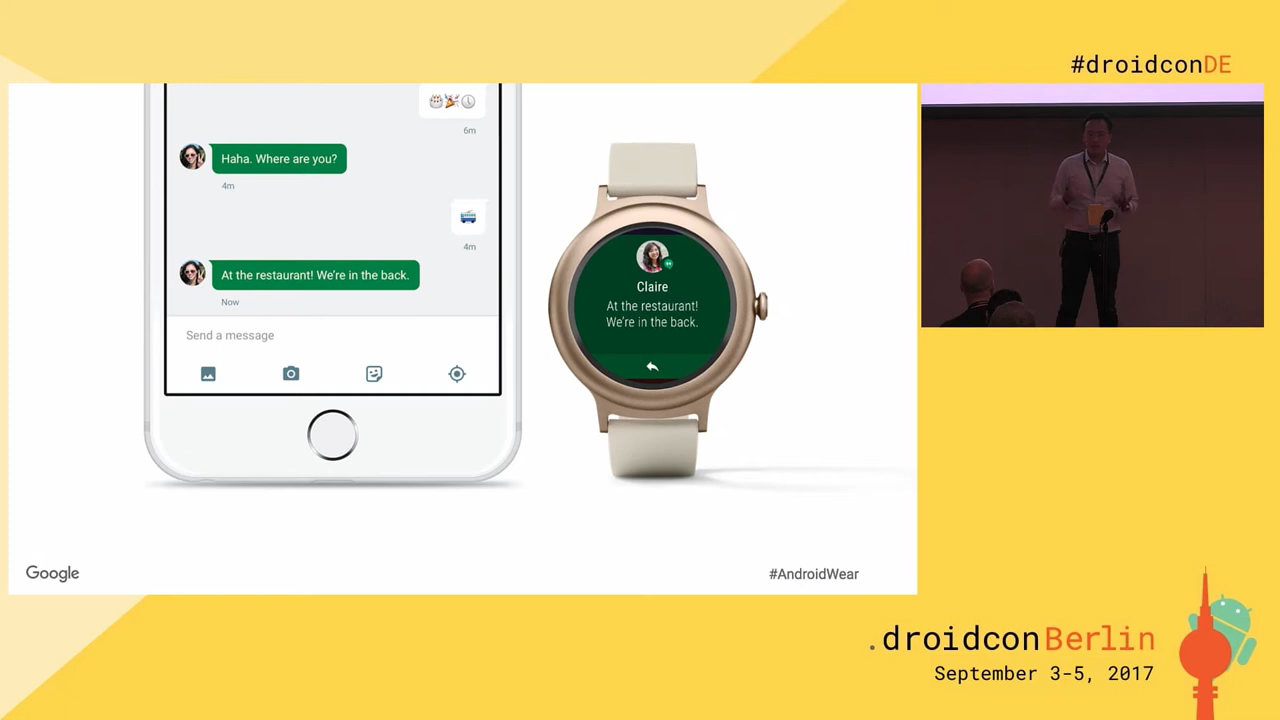 #droidconDE
6m
Haha. Where are you?
4m
4m
At the restaurant! We're in the back.
Now
Send a message
Claire
At the restaurant!
We're in the back.
Google
#AndroidWear
.droidconBerlin
September 3-5, 2017